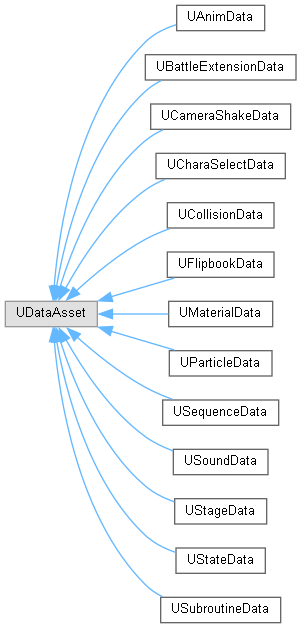 UAnimData
UBattleExtensionData
UCameraShakeData
UCharaSelectData
UCollisionData
UFlipbookData
UDataAsset
UMaterialData
UParticleData
USequenceData
USoundData
UStageData
UStateData
USubroutineData